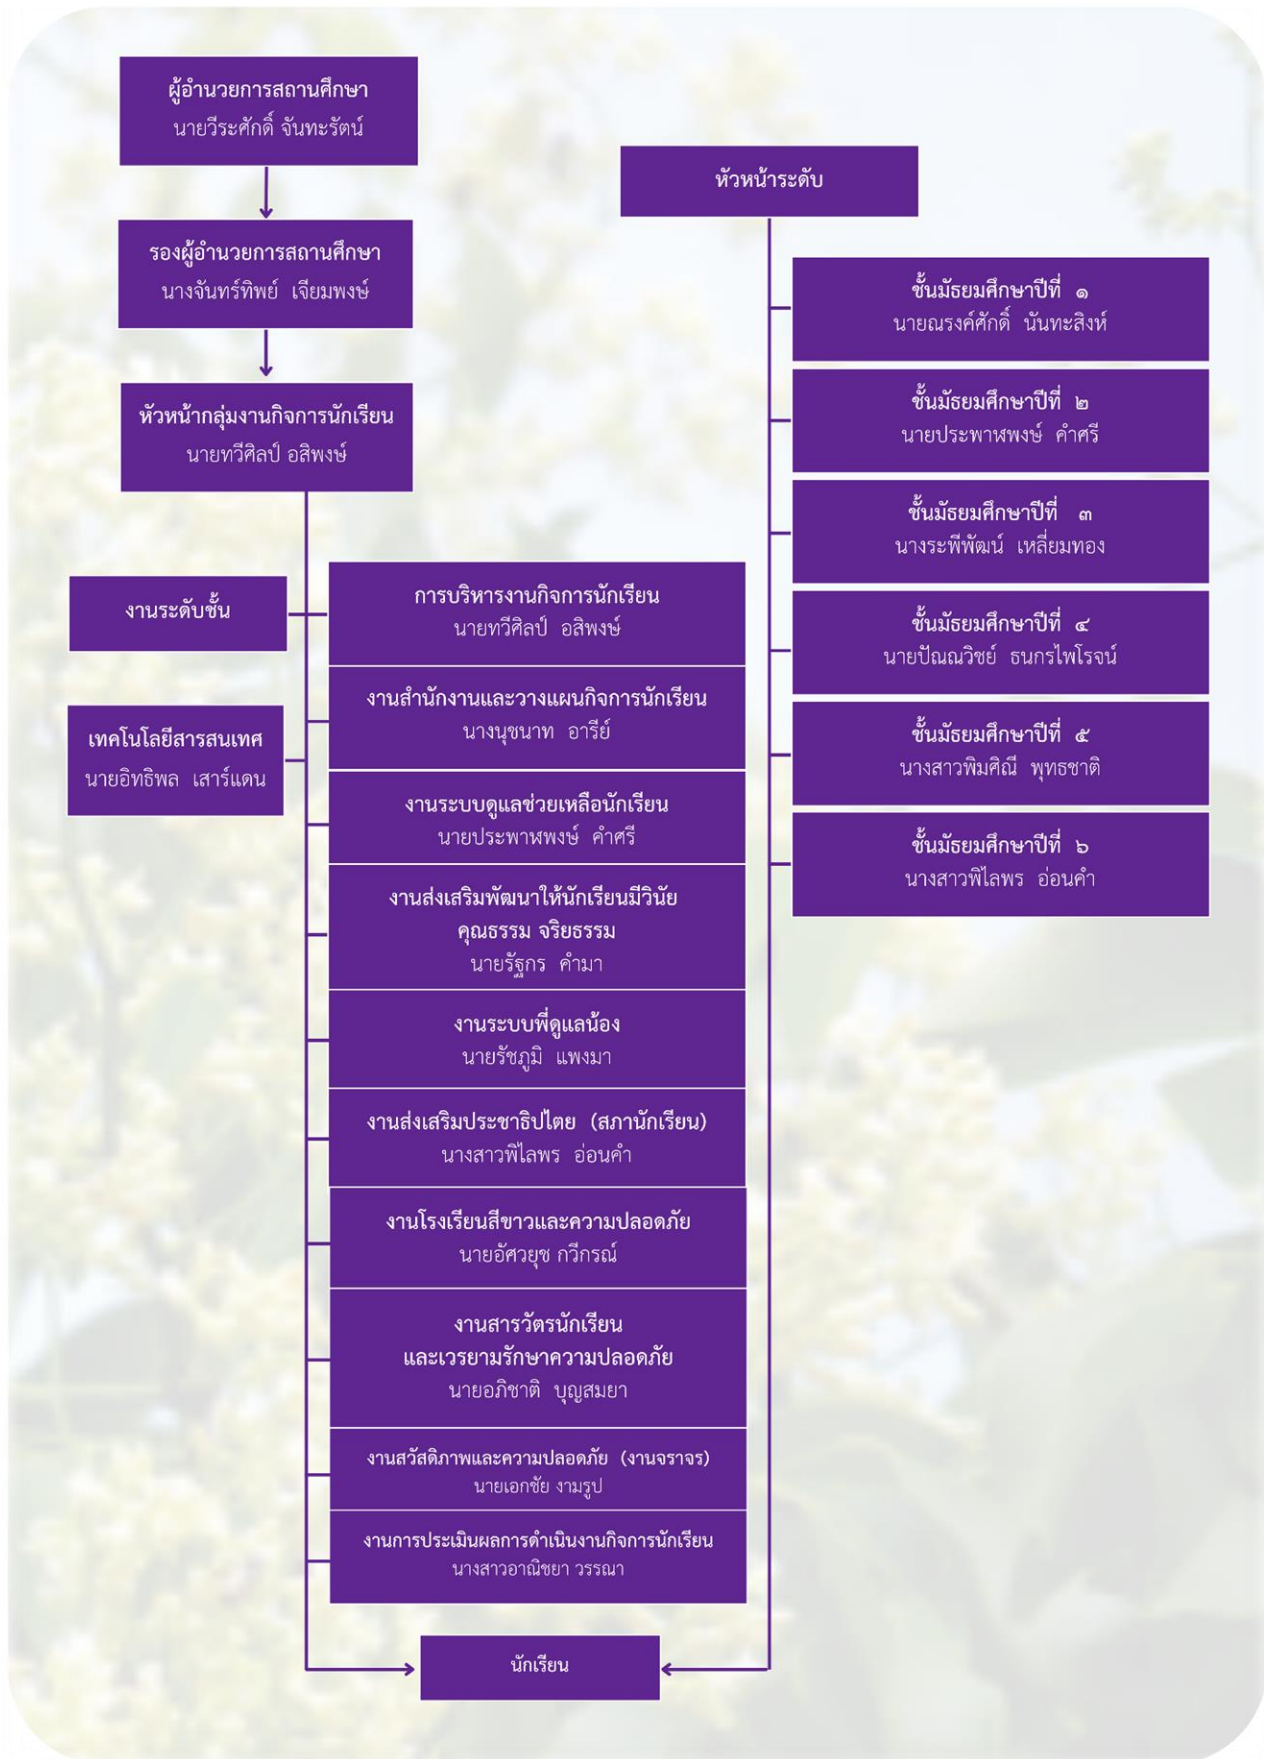 ผู้อำนวยการสถานศึกษา
นายวีระศักดิ์ จันทะรัตน์
รองผู้อำนวยการสถานศึกษา
นางจันทร์ทิพย์ เจียมพงษ์
หัวหน้ากลุ่มงานกิจการนักเรียน
นายทวีศิลป์ อสิพงษ์
งานระดับชั้น
เทคโนโลยีสารสนเทศ
นายอิทธิพล เสาร์แดน
การบริหารงานกิจการนักเรียน
นายทวีศิลป์ อสิพงษ์
งานสำนักงานและวางแผนกิจการนักเรียน
นางนุชนาท อารีย์
งานระบบดูแลช่วยเหลือนักเรียน
นายประพาฬพงษ์ คำศรี
งานส่งเสริมพัฒนาให้นักเรียนมีวินัย
คุณธรรม จริยธรรม
นายรัฐกร คำมา
งานระบบพี่ดูแลน้อง
นายรัชภูมิ แพงมา
งานส่งเสริมประชาธิปไตย (สภานักเรียน)
นางสาวพิไลพร อ่อนคำ
งานโรงเรียนสีขาวและความปลอดภัย
นายอัศวยุช กวีกรณ์
งานสารวัตรนักเรียน
และเวรยามรักษาความปลอดภัย
นายอภิชาติ บุญสมยา
งานสวัสดิภาพและความปลอดภัย (งานจราจร)
นายเอกชัย งามรูป
งานการประเมินผลการดำเนินงานกิจการนักเรียน
นางสาวอาณิชยา วรรณา
หัวหน้าระดับ
ชั้นมัธยมศึกษาปีที่ ๑
นายณรงค์ศักดิ์ นันทะสิงห์
ชั้นมัธยมศึกษาปีที่ ๒
นายประพาฬพงษ์ คำศรี
ชั้นมัธยมศึกษาปีที่ ๓
นางระพีพัฒน์ เหลี่ยมทอง
ชั้นมัธยมศึกษาปีที่ ๔
นายปัณณวิชย์ ธนกรไพโรจน์
ชั้นมัธยมศึกษาปีที่ ๕
นางสาวพิมศิณี พุทธชาติ
ชั้นมัธยมศึกษาปีที่ ๖
นางสาวพิไลพร อ่อนคำ
นักเรียน